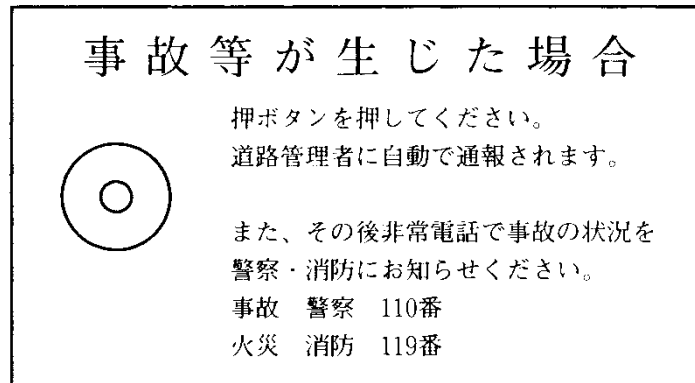 事故等が生じた場合
押ボタンを押してください。
道路管理者に自動で通報されます。
また、その後非常電話で事故の状況を
警察・消防にお知らせください。
事故　警察　110番
火災　消防　119番